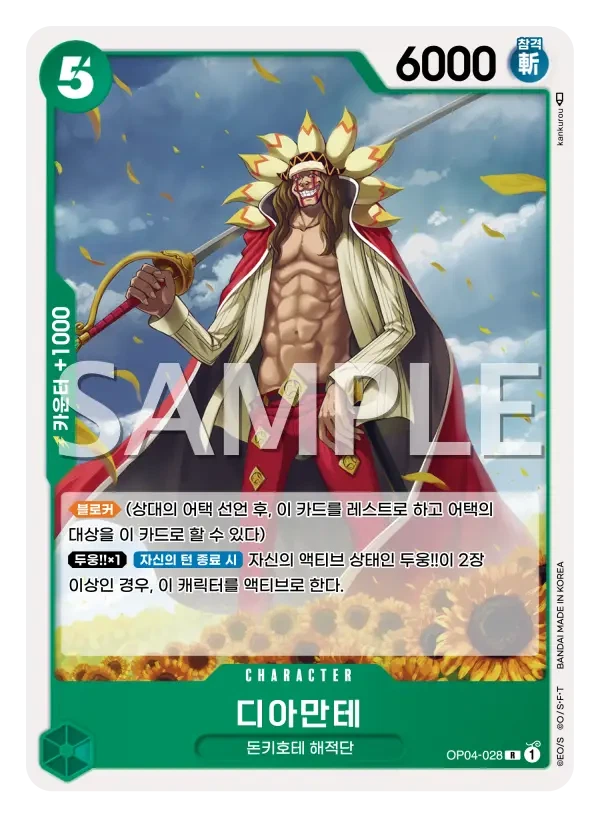 5
6000
참격
斬
kankurou
카운터 +1000
SAMPLE
블로커 (상대의 어택 선언 후, 이 카드를 레스트로 하고 어택의
대상을 이 카드로 할 수 있다)
두웅!!×1 자신의 턴 종료 시 자신의 액티브 상태인 두웅!!이 2장
이상인 경우, 이 캐릭터를 액티브로 한다.
CHARACTER
디아만테
돈키호테 해적단
OP04-028 R 1
©EO/S ©O/S·F·T BANDAI MADE IN KOREA